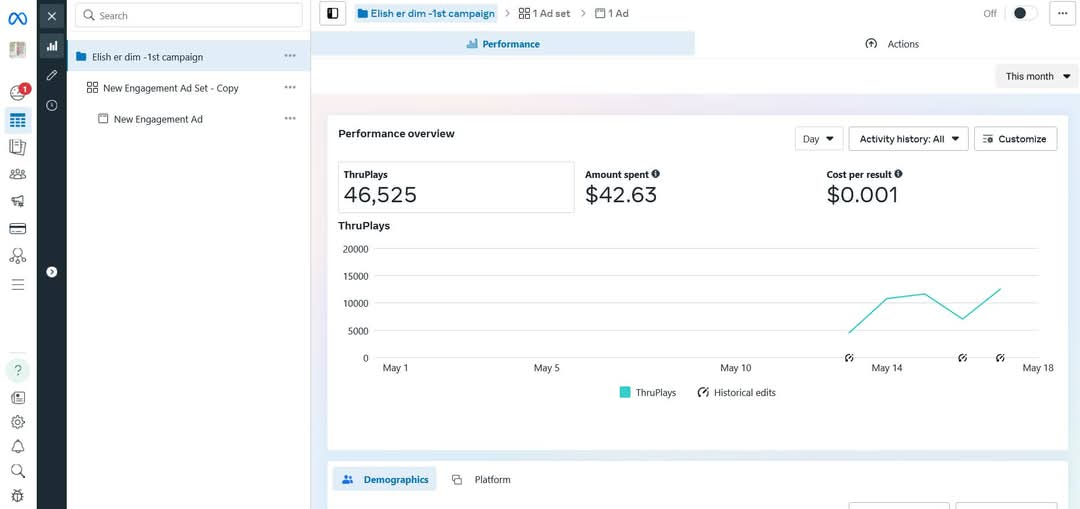 Search
Elish er dim -1st campaign
New Engagement Ad Set - Copy
New Engagement Ad
1
?
Elish er dim -1st campaign > 1 Ad set > 1 Ad
Off
Performance
Actions
This month
Performance overview
Day
Activity history: All
Customize
ThruPlays
46,525
Amount spent
$42.63
Cost per result
$0.001
ThruPlays
20000
15000
10000
5000
0
May 1
May 5
May 10
May 14
May 18
ThruPlays
Historical edits
Demographics
Platform